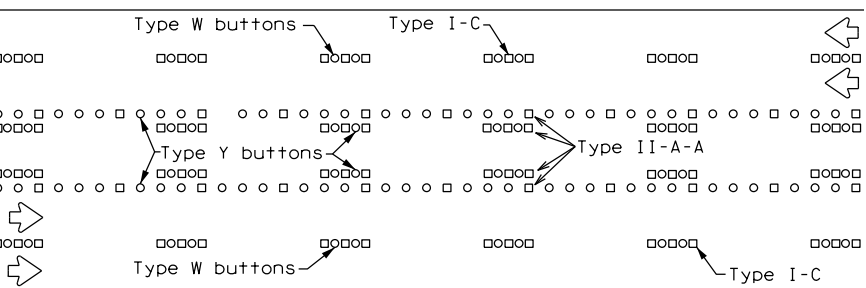 Type W buttons
Type I-C
Type Y buttons
Type II-A-A
Type W buttons
Type I-C